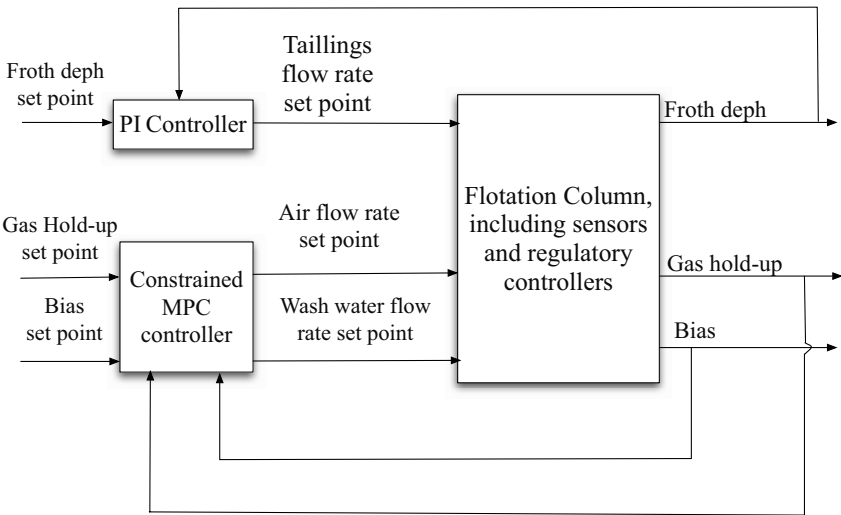 Froth deph
set point
PI Controller
Taillings
flow rate
set point
Froth deph
Gas Hold-up
set point
Bias
set point
Constrained
MPC
controller
Air flow rate
set point
Wash water flow
rate set point
Flotation Column,
including sensors
and regulatory
controllers
Gas hold-up
Bias